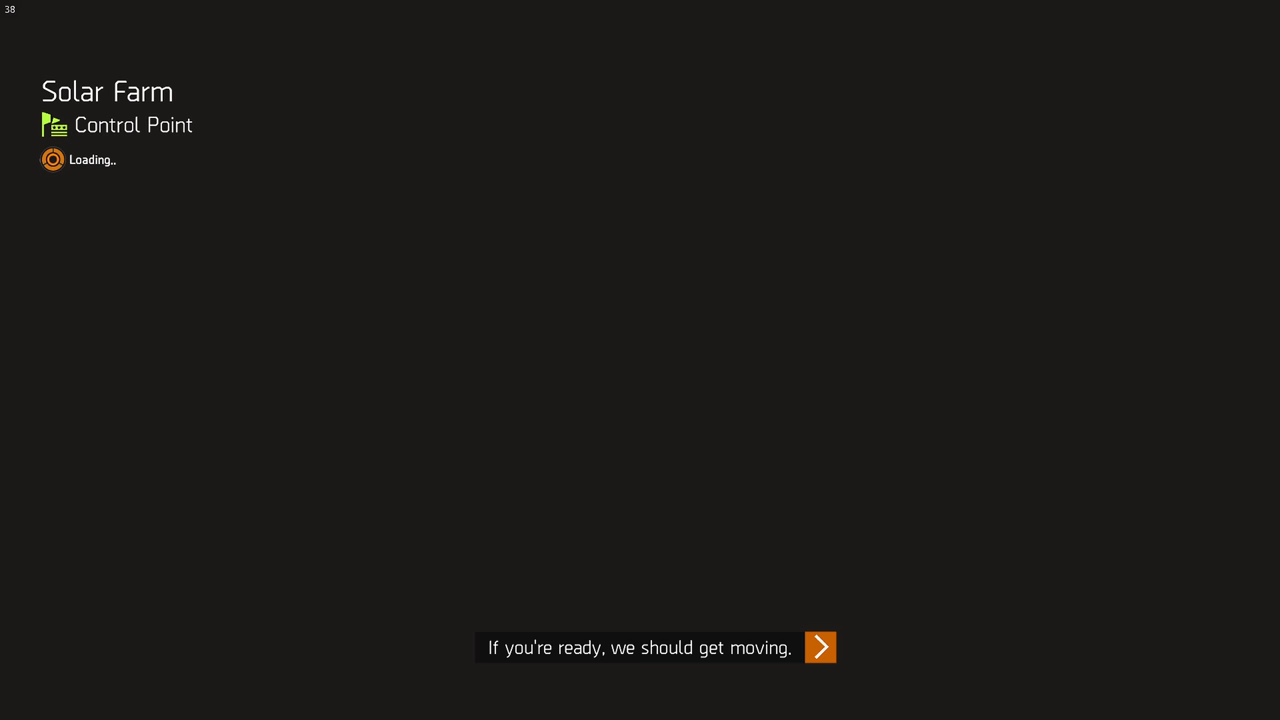 38
Solar Farm
Control Point
Loading..
If you're ready, we should get moving.